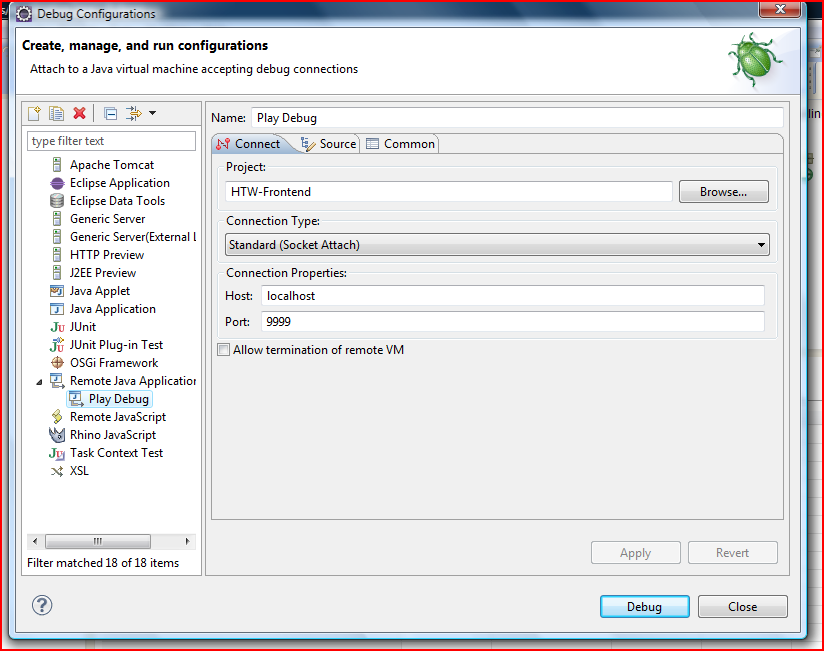 Debug Configurations
Create, manage, and run configurations
Attach to a Java virtual machine accepting debug connections
type filter text
Apache Tomcat
Eclipse Application
Eclipse Data Tools
Generic Server
Generic Server(External L
HTTP Preview
J2EE Preview
Java Applet
Java Application
JUnit
JUnit Plug-in Test
OSGi Framework
Remote Java Application
Play Debug
Remote JavaScript
Rhino JavaScript
Task Context Test
XSL
Filter matched 18 of 18 items
Name: Play Debug
Connect Source Common
Project:
HTW-Frontend Browse...
Connection Type:
Standard (Socket Attach)
Connection Properties:
Host: localhost
Port: 9999
Allow termination of remote VM
Apply Revert
? Debug Close
lin